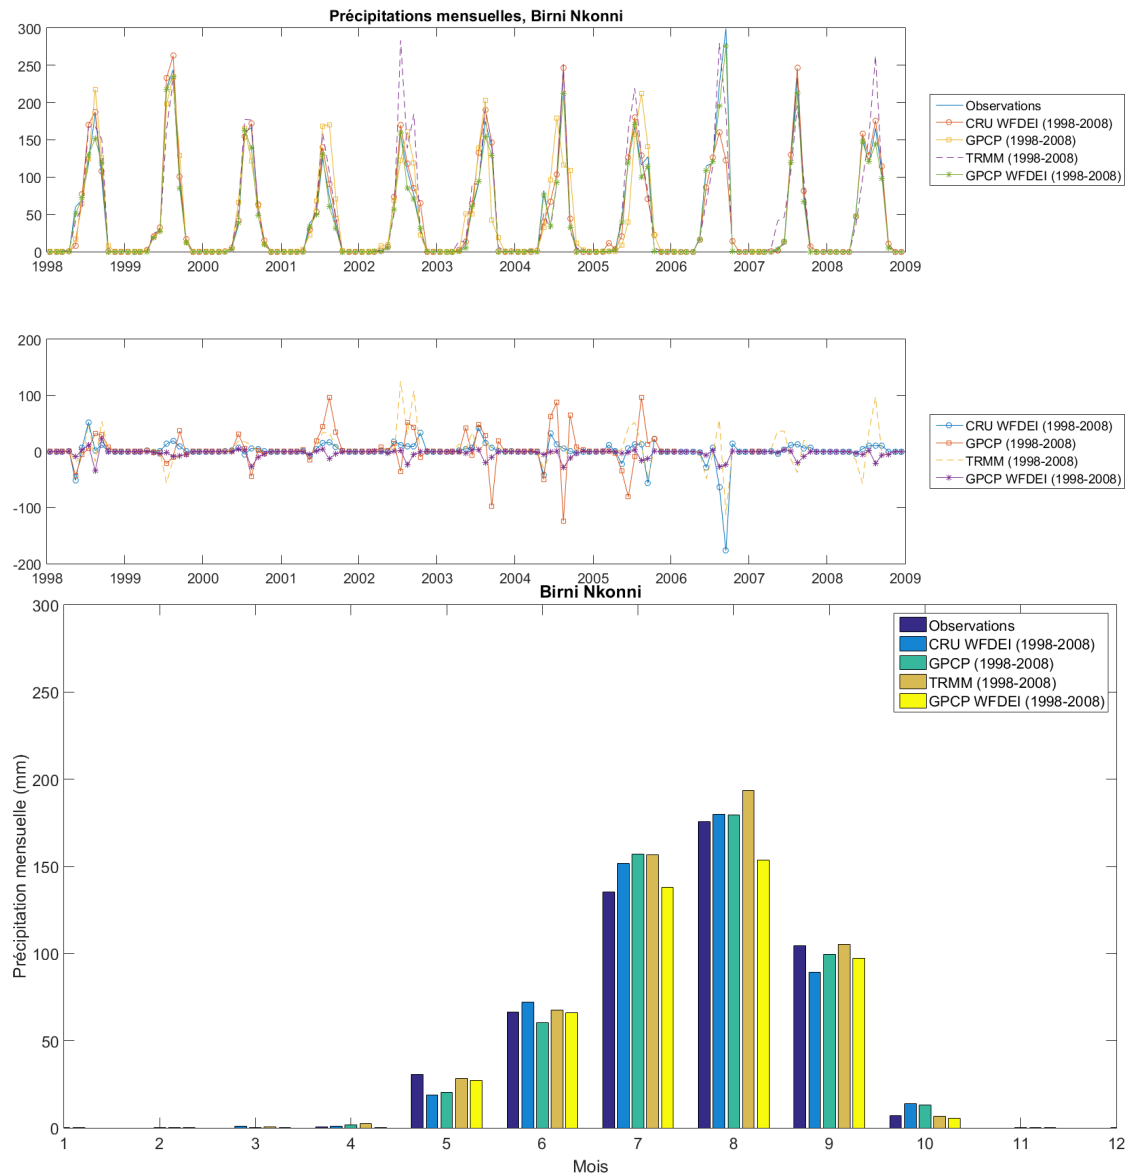 Précipitations mensuelles, Birni Nkonni
300
250
200
150
100
50
0
1998 1999 2000 2001 2002 2003 2004 2005 2006 2007 2008 2009
Observations
CRU WFDEI (1998-2008)
GPCP (1998-2008)
TRMM (1998-2008)
GPCP WFDEI (1998-2008)
200
100
0
-100
-200
1998 1999 2000 2001 2002 2003 2004 2005 2006 2007 2008 2009
CRU WFDEI (1998-2008)
GPCP (1998-2008)
TRMM (1998-2008)
GPCP WFDEI (1998-2008)
Birni Nkonni
Précipitation mensuelle (mm)
300
250
200
150
100
50
0
1 2 3 4 5 6 7 8 9 10 11 12
Mois
Observations
CRU WFDEI (1998-2008)
GPCP (1998-2008)
TRMM (1998-2008)
GPCP WFDEI (1998-2008)